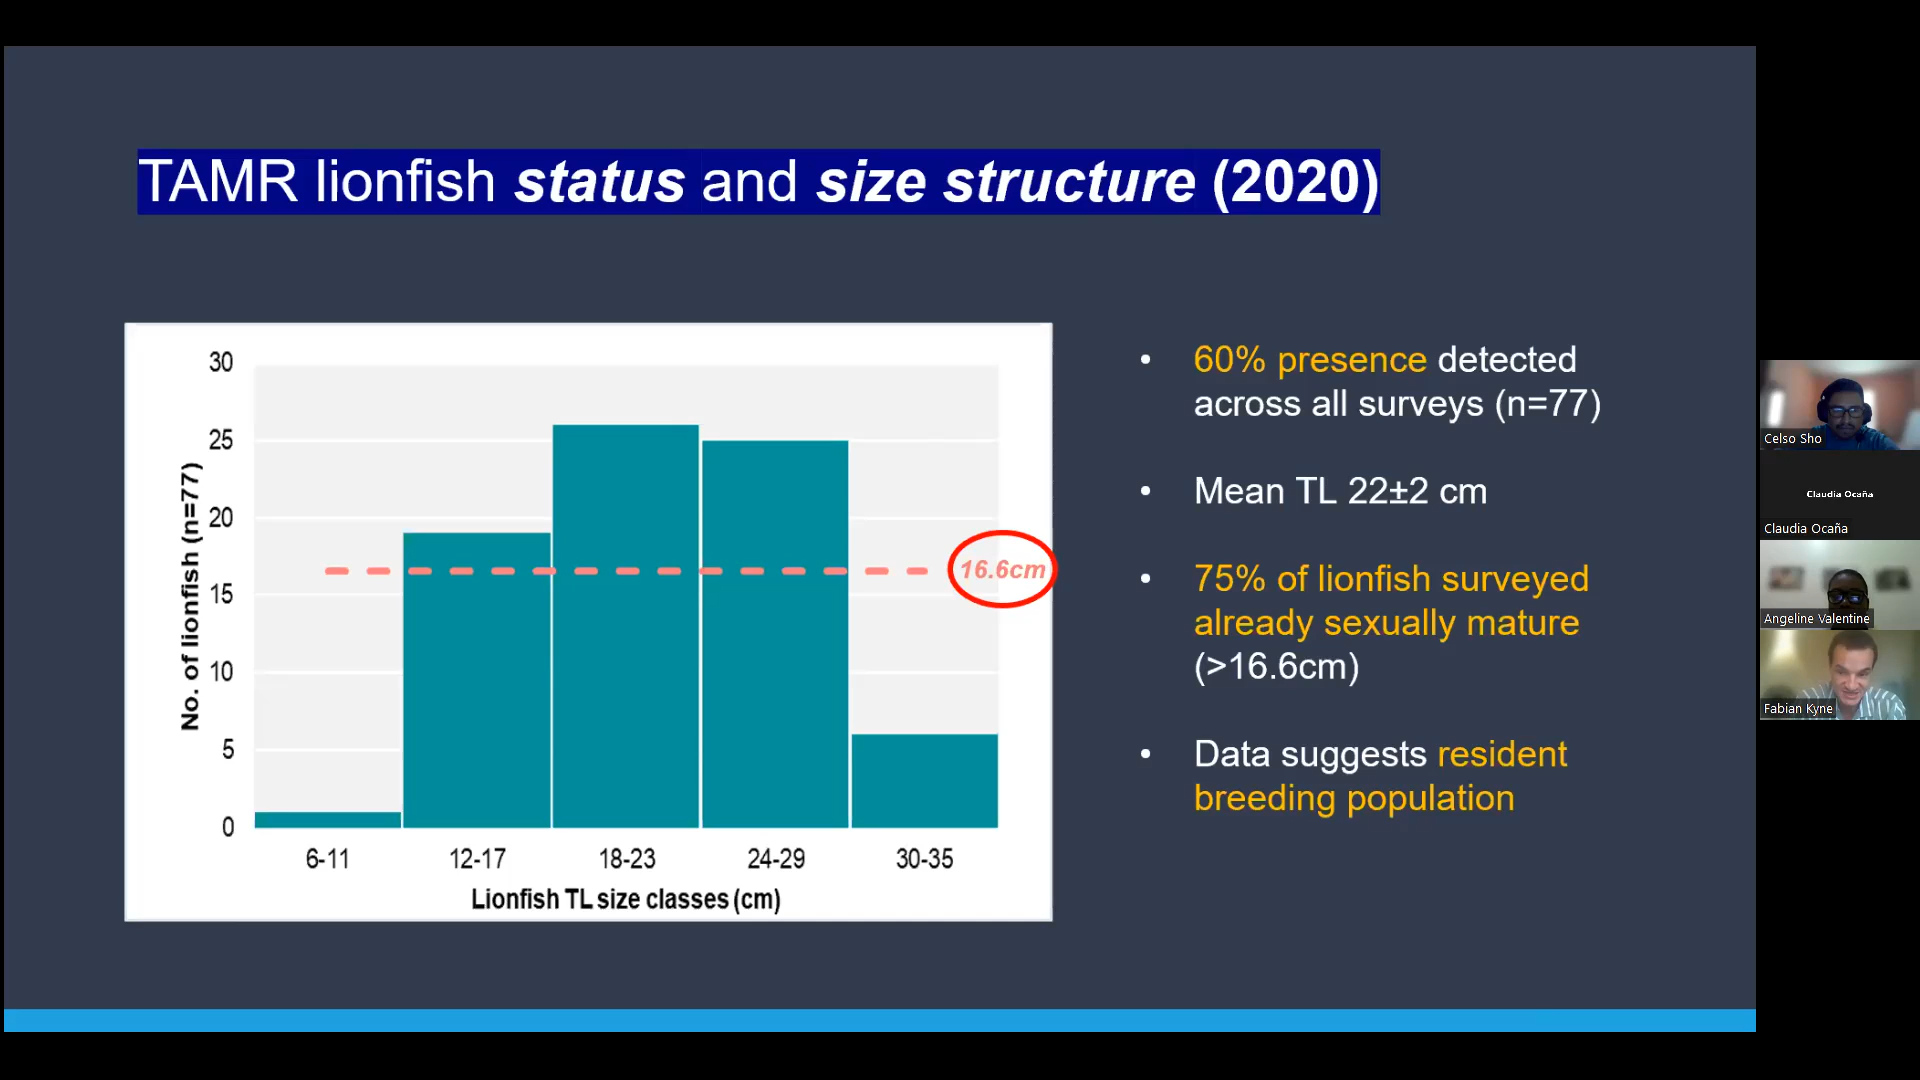 TAMR lionfish status and size structure (2020)
30
25
20
15
10
5
0
No. of lionfish (n=77)
16.6cm
6-11
12-17
18-23
24-29
30-35
Lionfish TL size classes (cm)
• 60% presence detected
across all surveys (n=77)
• Mean TL 22±2 cm
• 75% of lionfish surveyed
already sexually mature
(>16.6cm)
• Data suggests resident
breeding population
Celso Sho
Claudia Ocaña
Claudia Ocaña
Angeline Valentine
Fabian Kyne